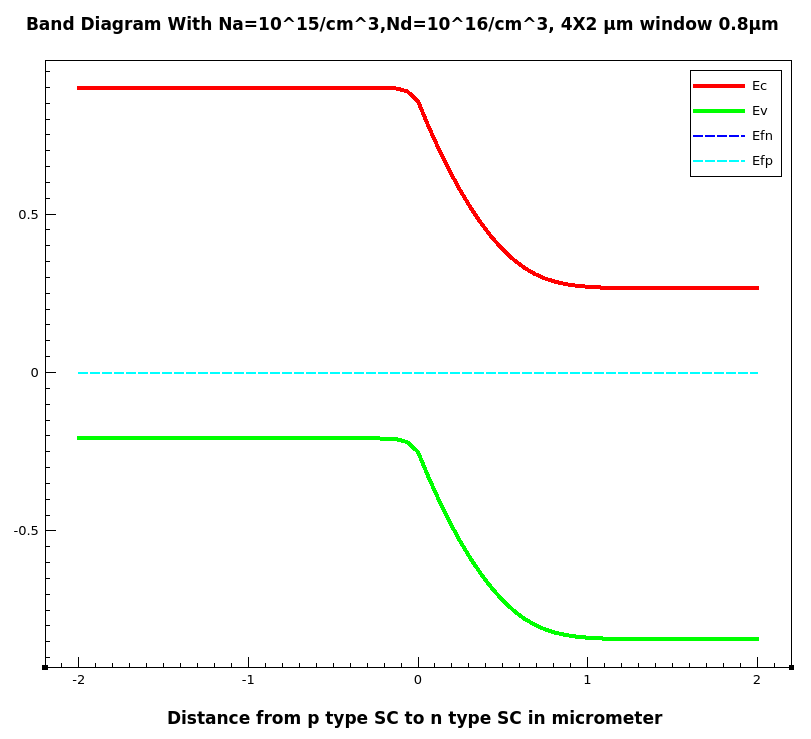 Band Diagram With Na=10^15/cm^3,Nd=10^16/cm^3, 4X2 μm window 0.8μm
Ec
Ev
Efn
Efp
0.5
0
-0.5
-2
-1
0
1
2
Distance from p type SC to n type SC in micrometer